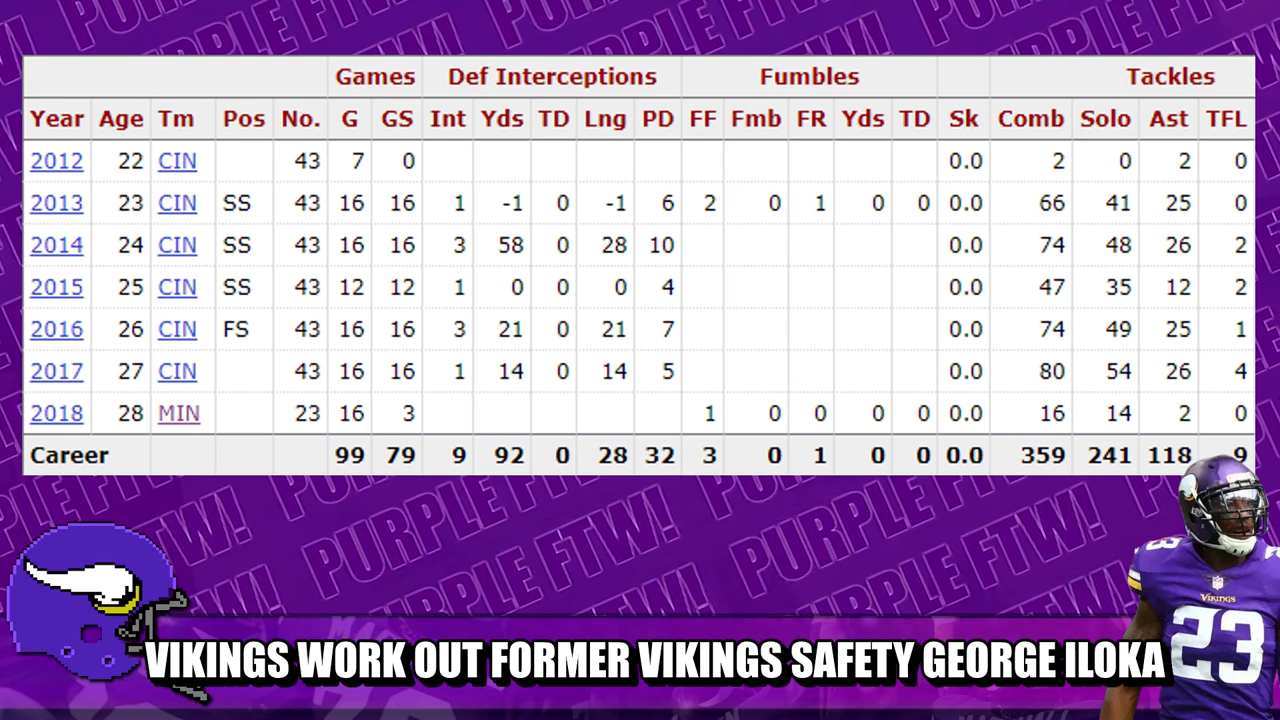 Games Def Interceptions Fumbles Tackles
Year Age Tm Pos No. G GS Int Yds TD Lng PD FF Fmb FR Yds TD Sk Comb Solo Ast TFL
2012 22 CIN 43 7 0 0.0 2 0 2 0
2013 23 CIN SS 43 16 16 1 -1 0 -1 6 2 0 1 0 0 0.0 66 41 25 0
2014 24 CIN SS 43 16 16 3 58 0 28 10 0.0 74 48 26 2
2015 25 CIN SS 43 12 12 1 0 0 0 4 0.0 47 35 12 2
2016 26 CIN FS 43 16 16 3 21 0 21 7 0.0 74 49 25 1
2017 27 CIN 43 16 16 1 14 0 14 5 0.0 80 54 26 4
2018 28 MIN 23 16 3 1 0 0 0 0 0.0 16 14 2 0
Career 99 79 9 92 0 28 32 3 0 1 0 0 0.0 359 241 118 9
PURPLE FTW!
VIKINGS
23
23
VIKINGS WORK OUT FORMER VIKINGS SAFETY GEORGE ILOKA